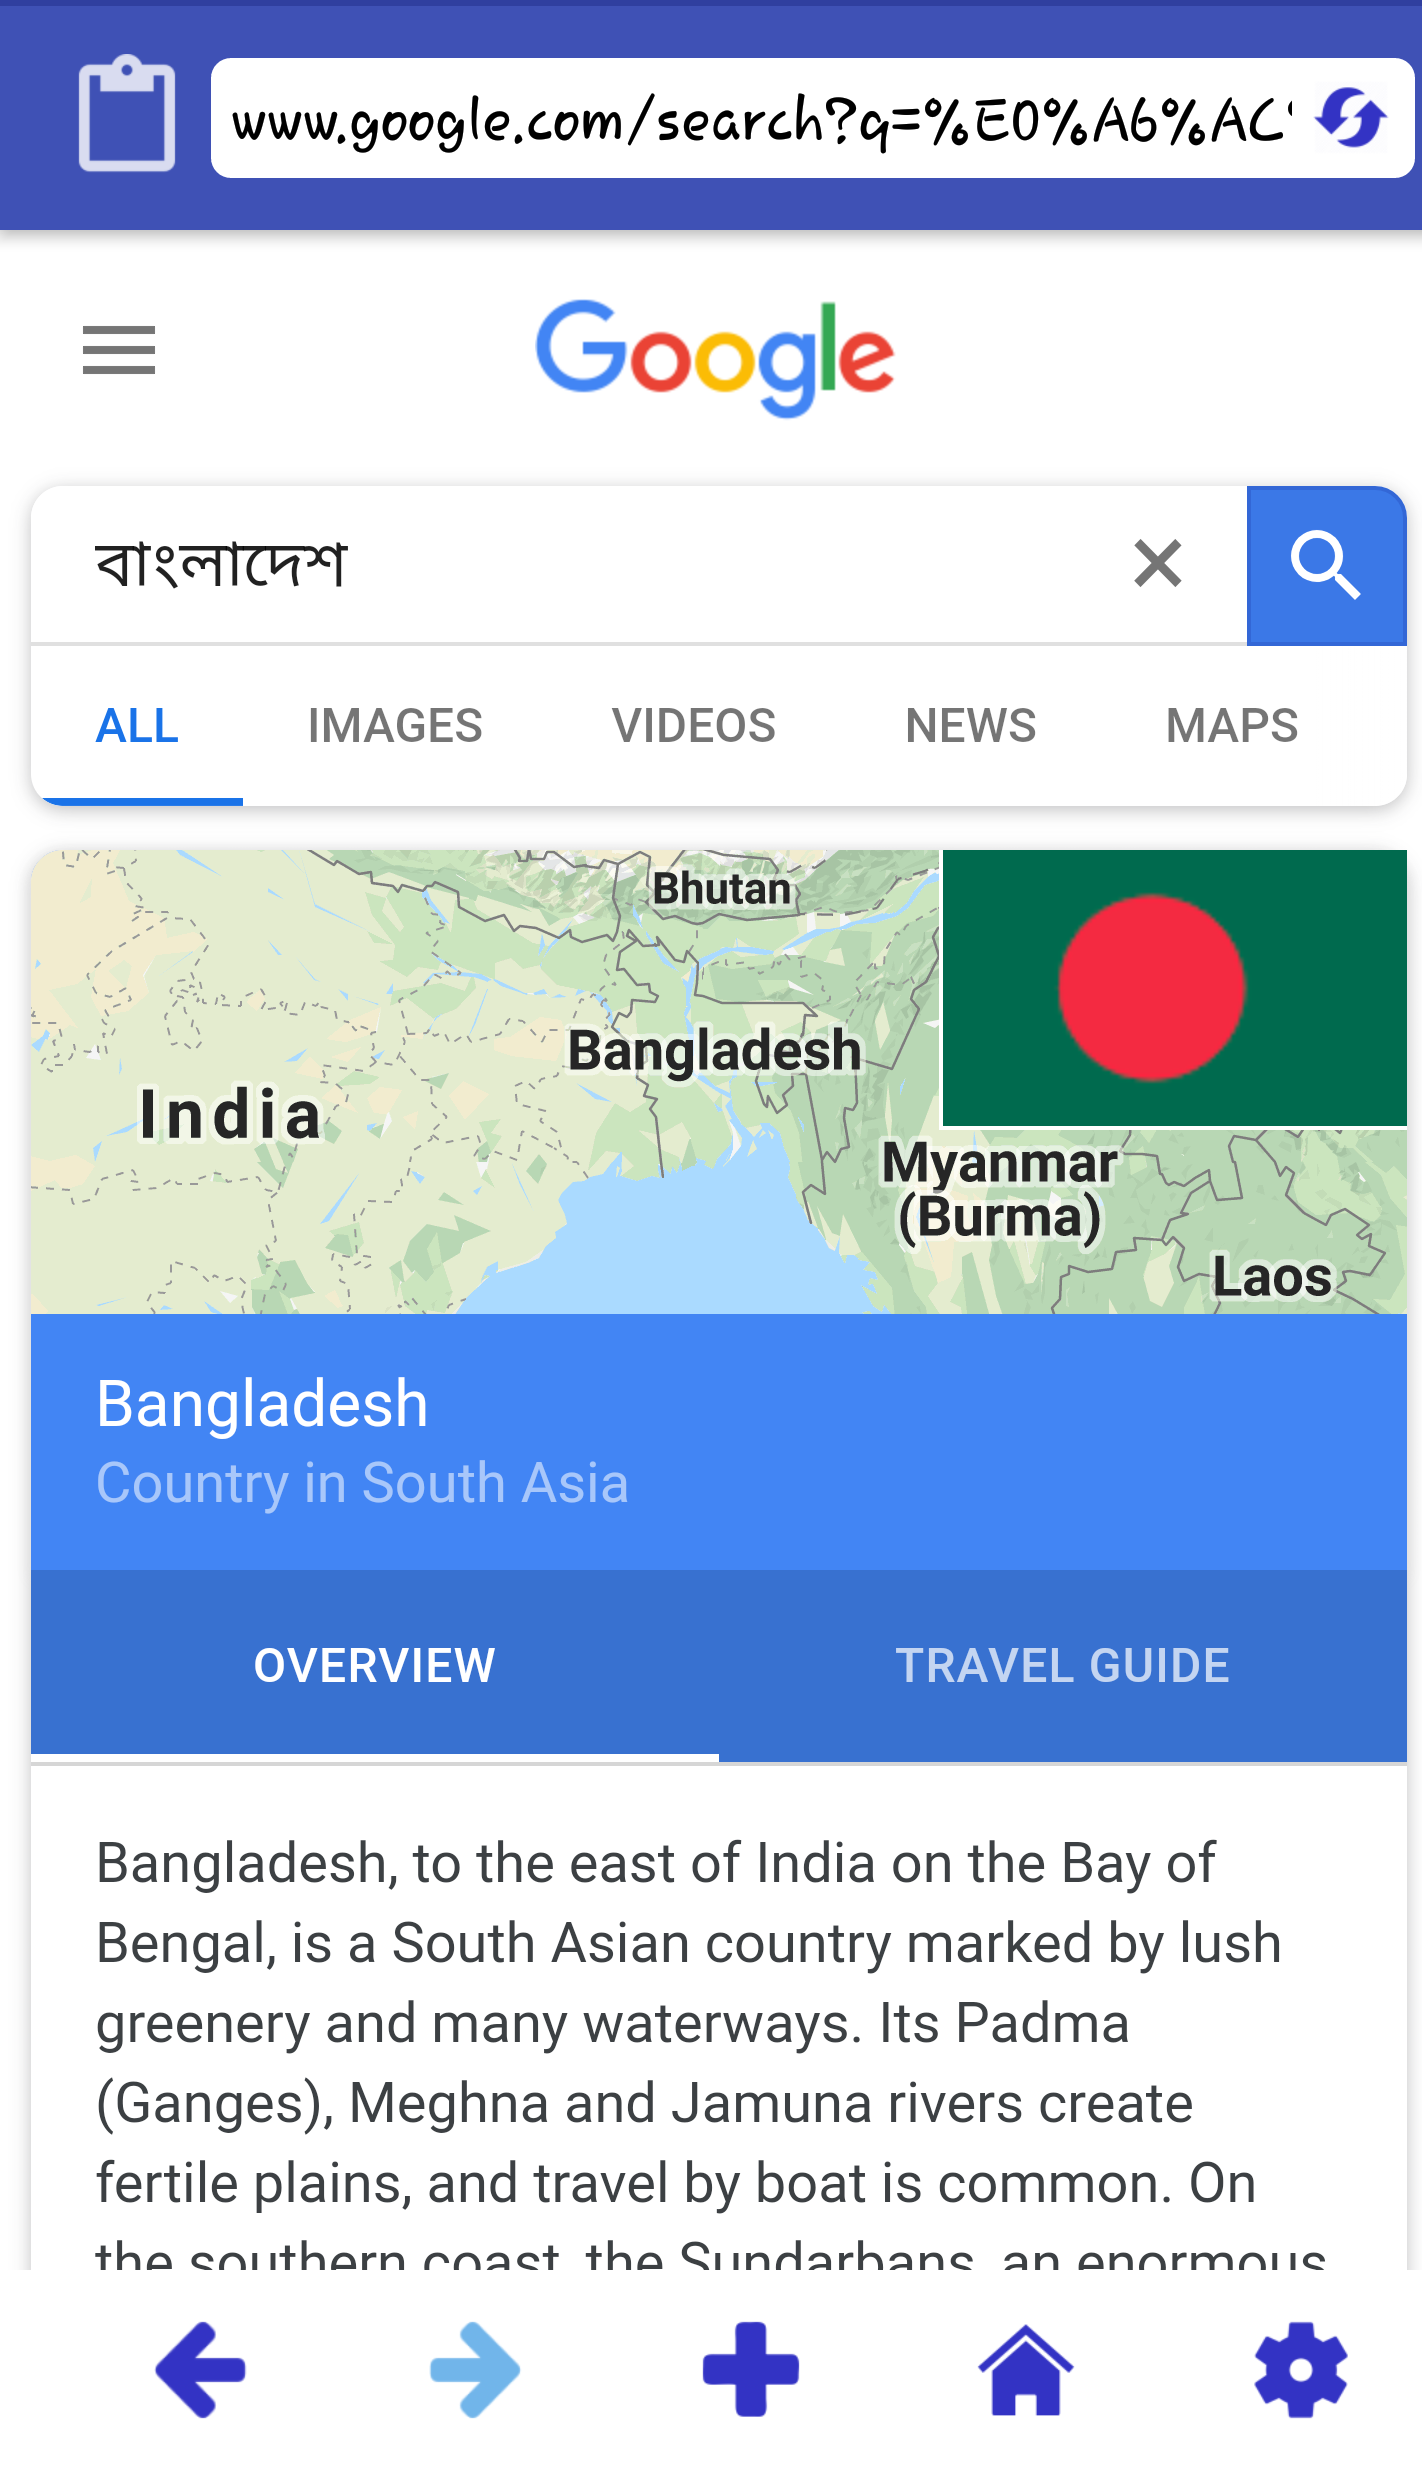 www.google.com/search?q=%E0%A6%AC
Google
বাংলাদেশ
ALL IMAGES VIDEOS NEWS MAPS
Bhutan
Bangladesh
India
Myanmar
(Burma)
Laos
Bangladesh
Country in South Asia
OVERVIEW TRAVEL GUIDE
Bangladesh, to the east of India on the Bay of
Bengal, is a South Asian country marked by lush
greenery and many waterways. Its Padma
(Ganges), Meghna and Jamuna rivers create
fertile plains, and travel by boat is common. On
the southern coast, the Sundarbans, an enormous